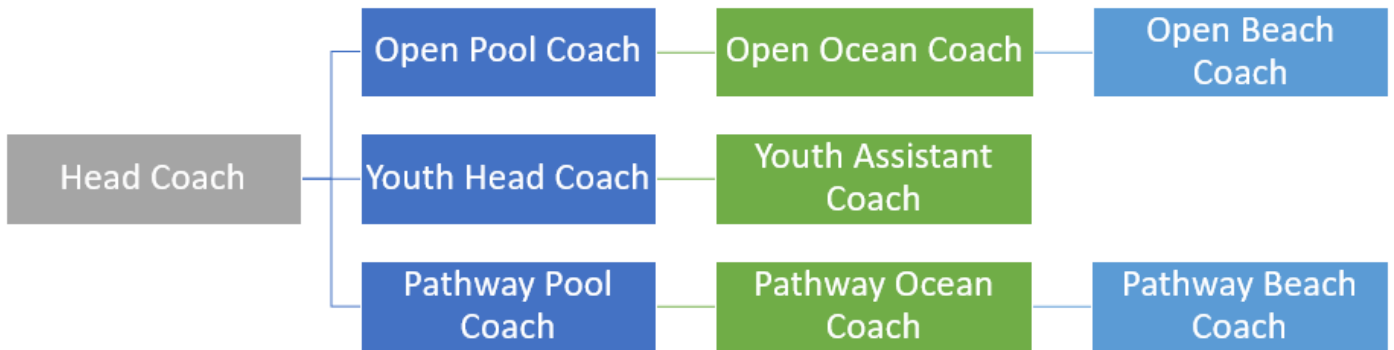 Open Pool Coach
Open Ocean Coach
Open Beach
Coach
Head Coach
Youth Head Coach
Youth Assistant
Coach
Pathway Pool
Coach
Pathway Ocean
Coach
Pathway Beach
Coach